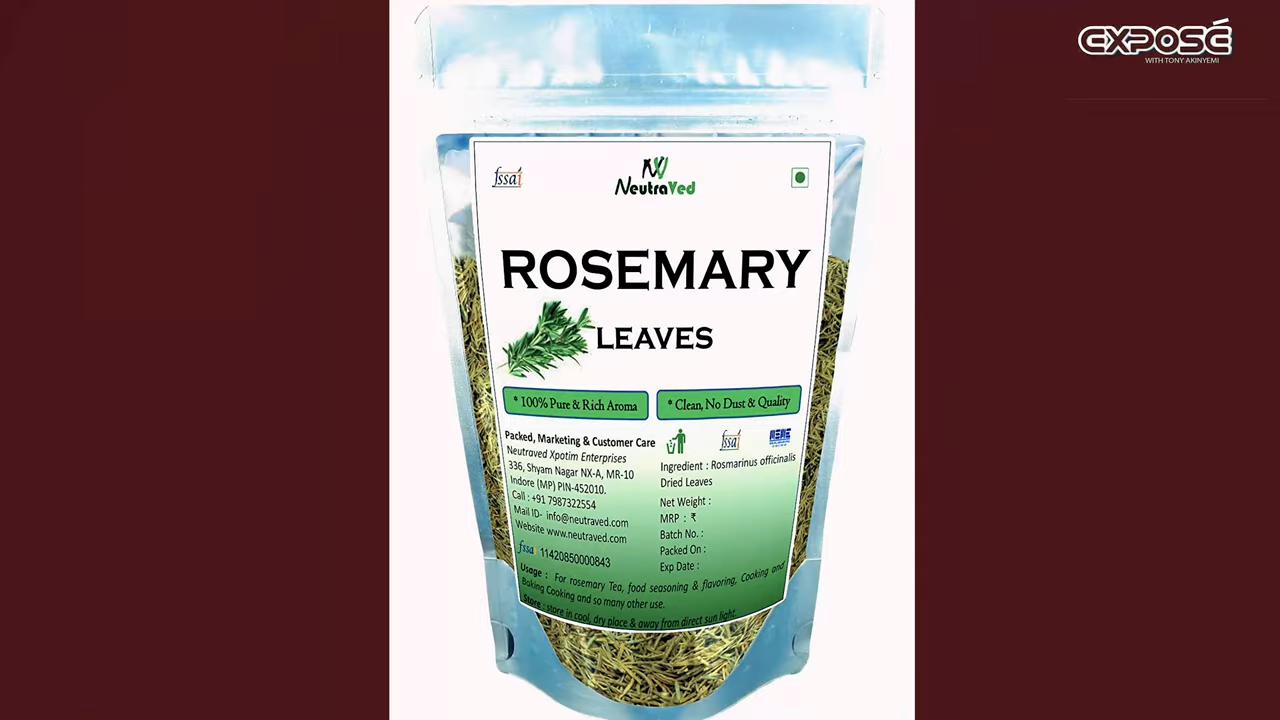 EXPOSÉ
WITH TONY AKINYEMI
fssai
NeutraVed
ROSEMARY
LEAVES
* 100% Pure & Rich Aroma
* Clean, No Dust & Quality
Packed, Marketing & Customer Care
Neutraved Xpotim Enterprises
336, Shyam Nagar NX-A, MR-10
Indore (MP) PIN-452010.
Call : +91 7987322554
Mail ID- info@neutraved.com
Website www.neutraved.com
fssai 11420850000843
fssai
Ingredient : Rosmarinus officinalis
Dried Leaves
Net Weight :
MRP : ₹
Batch No. :
Packed On :
Exp Date :
Usage : For rosemary Tea, food seasoning & flavoring, Cooking and
Baking Cooking and so many other use.
Store : store in cool, dry place & away from direct sun light.